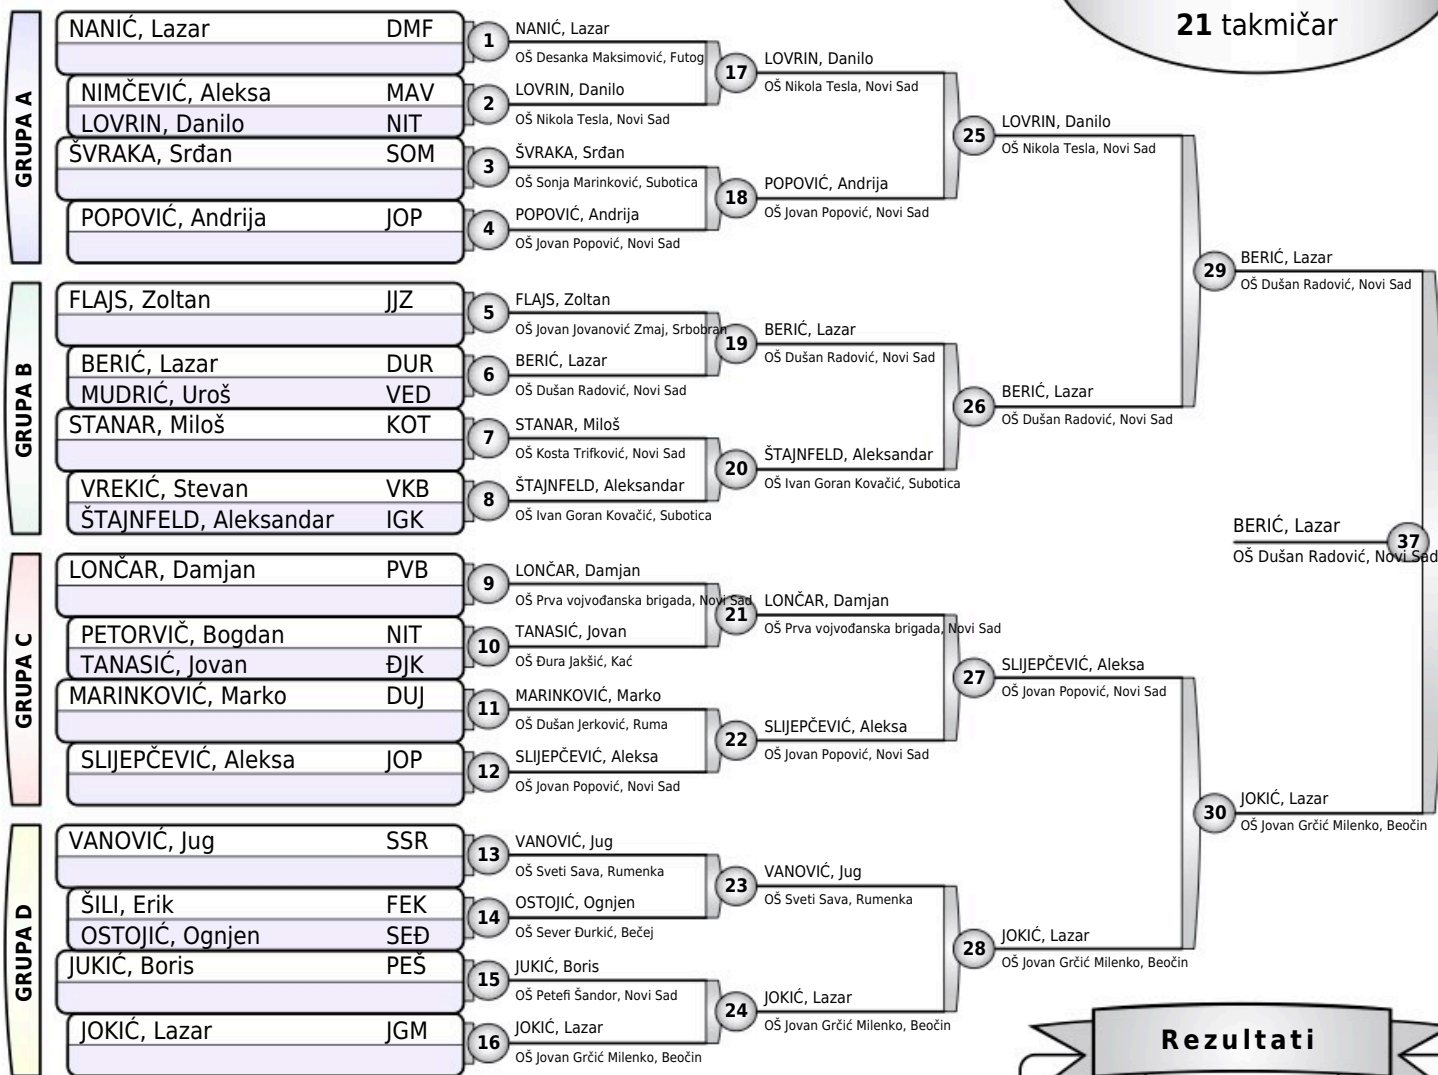 21 takmičar
GRUPA A
NANIĆ, Lazar DMF
NIMČEVIĆ, Aleksa MAV
LOVRIN, Danilo NIT
ŠVRAKA, Srđan SOM
POPOVIĆ, Andrija JOP
1
NANIĆ, Lazar
OŠ Desanka Maksimović, Futog
2
LOVRIN, Danilo
OŠ Nikola Tesla, Novi Sad
3
ŠVRAKA, Srđan
OŠ Sonja Marinković, Subotica
4
POPOVIĆ, Andrija
OŠ Jovan Popović, Novi Sad
17
LOVRIN, Danilo
OŠ Nikola Tesla, Novi Sad
18
POPOVIĆ, Andrija
OŠ Jovan Popović, Novi Sad
25
LOVRIN, Danilo
OŠ Nikola Tesla, Novi Sad
GRUPA B
FLAJS, Zoltan JJZ
BERIĆ, Lazar DUR
MUDRIĆ, Uroš VED
STANAR, Miloš KOT
VREKIĆ, Stevan VKB
ŠTAJNFELD, Aleksandar IGK
5
FLAJS, Zoltan
OŠ Jovan Jovanović Zmaj, Srbobran
6
BERIĆ, Lazar
OŠ Dušan Radović, Novi Sad
7
STANAR, Miloš
OŠ Kosta Trifković, Novi Sad
8
ŠTAJNFELD, Aleksandar
OŠ Ivan Goran Kovačić, Subotica
19
BERIĆ, Lazar
OŠ Dušan Radović, Novi Sad
20
ŠTAJNFELD, Aleksandar
OŠ Ivan Goran Kovačić, Subotica
26
BERIĆ, Lazar
OŠ Dušan Radović, Novi Sad
29
BERIĆ, Lazar
OŠ Dušan Radović, Novi Sad
GRUPA C
LONČAR, Damjan PVB
PETORVIČ, Bogdan NIT
TANASIĆ, Jovan ĐJK
MARINKOVIĆ, Marko DUJ
SLIJEPČEVIĆ, Aleksa JOP
9
LONČAR, Damjan
OŠ Prva vojvođanska brigada, Novi Sad
10
TANASIĆ, Jovan
OŠ Đura Jakšić, Kać
11
MARINKOVIĆ, Marko
OŠ Dušan Jerković, Ruma
12
SLIJEPČEVIĆ, Aleksa
OŠ Jovan Popović, Novi Sad
21
LONČAR, Damjan
OŠ Prva vojvođanska brigada, Novi Sad
22
SLIJEPČEVIĆ, Aleksa
OŠ Jovan Popović, Novi Sad
27
SLIJEPČEVIĆ, Aleksa
OŠ Jovan Popović, Novi Sad
GRUPA D
VANOVIĆ, Jug SSR
ŠILI, Erik FEK
OSTOJIĆ, Ognjen SEĐ
JUKIĆ, Boris PEŠ
JOKIĆ, Lazar JGM
13
VANOVIĆ, Jug
OŠ Sveti Sava, Rumenka
14
OSTOJIĆ, Ognjen
OŠ Sever Đurkić, Bečej
15
JUKIĆ, Boris
OŠ Petefi Šandor, Novi Sad
16
JOKIĆ, Lazar
OŠ Jovan Grčić Milenko, Beočin
23
VANOVIĆ, Jug
OŠ Sveti Sava, Rumenka
24
JOKIĆ, Lazar
OŠ Jovan Grčić Milenko, Beočin
28
JOKIĆ, Lazar
OŠ Jovan Grčić Milenko, Beočin
30
JOKIĆ, Lazar
OŠ Jovan Grčić Milenko, Beočin
37
BERIĆ, Lazar
OŠ Dušan Radović, Novi Sad
Rezultati